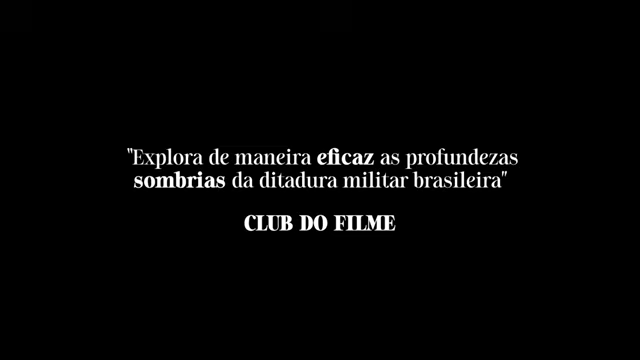 "Explora de maneira eficaz as profundezas
sombrias da ditadura militar brasileira"
CLUB DO FILME